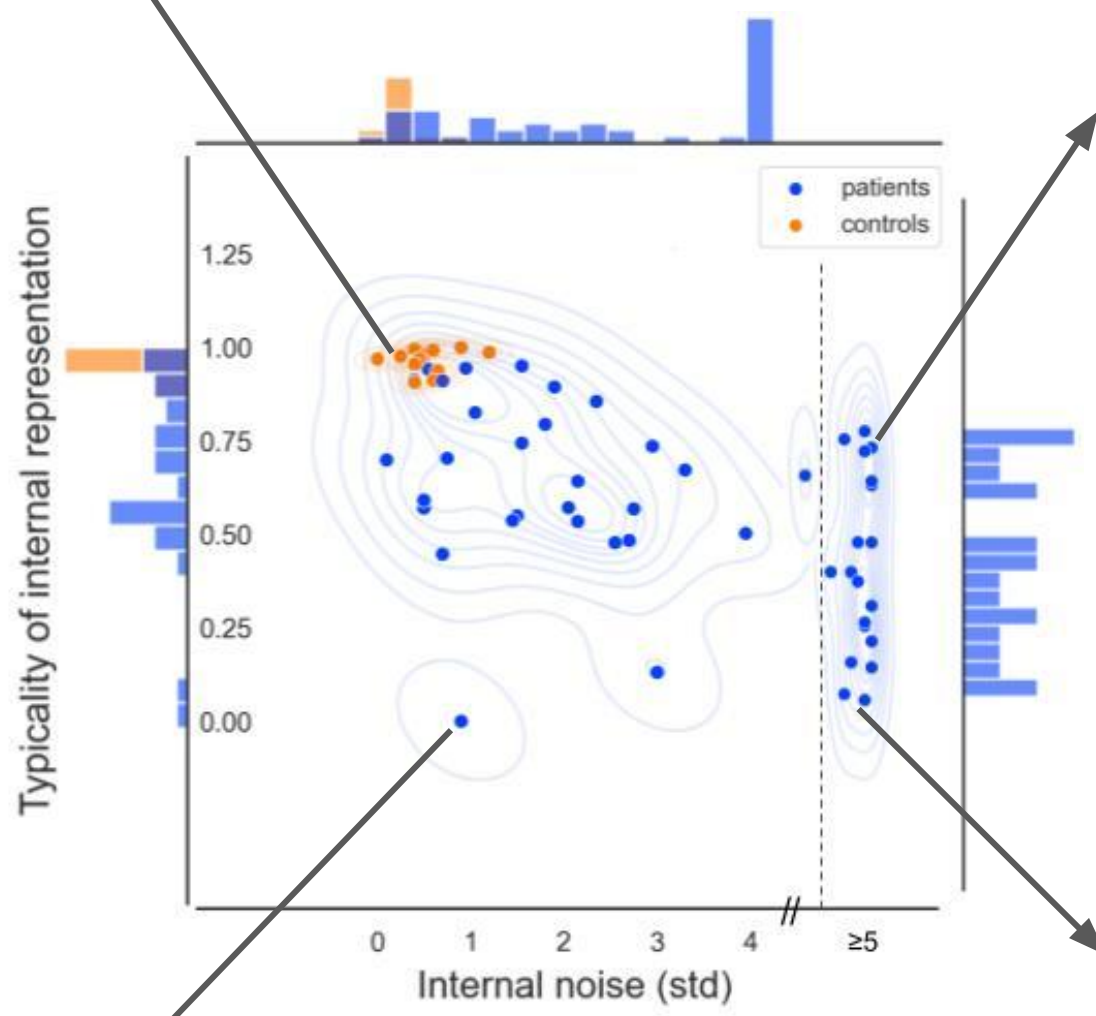 patients
controls
Typicality of internal representation
1.25
1.00
0.75
0.50
0.25
0.00
0 1 2 3 4 // ≥5
Internal noise (std)